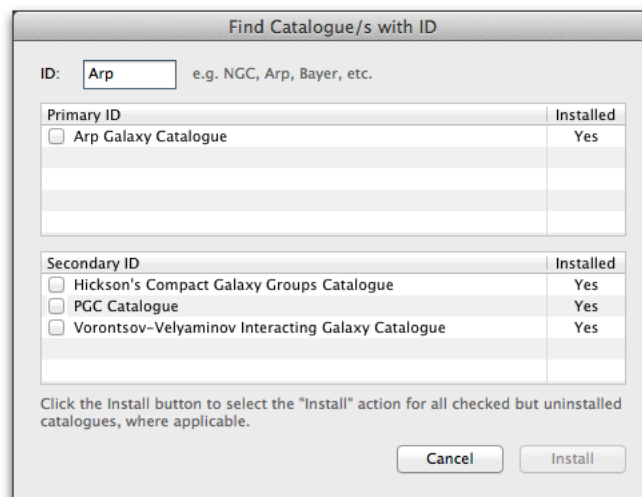 Find Catalogue/s with ID
ID: Arp e.g. NGC, Arp, Bayer, etc.
Primary ID Installed
Arp Galaxy Catalogue Yes
Secondary ID Installed
Hickson's Compact Galaxy Groups Catalogue Yes
PGC Catalogue Yes
Vorontsov-Velyaminov Interacting Galaxy Catalogue Yes
Click the Install button to select the "Install" action for all checked but uninstalled
catalogues, where applicable.
Cancel Install